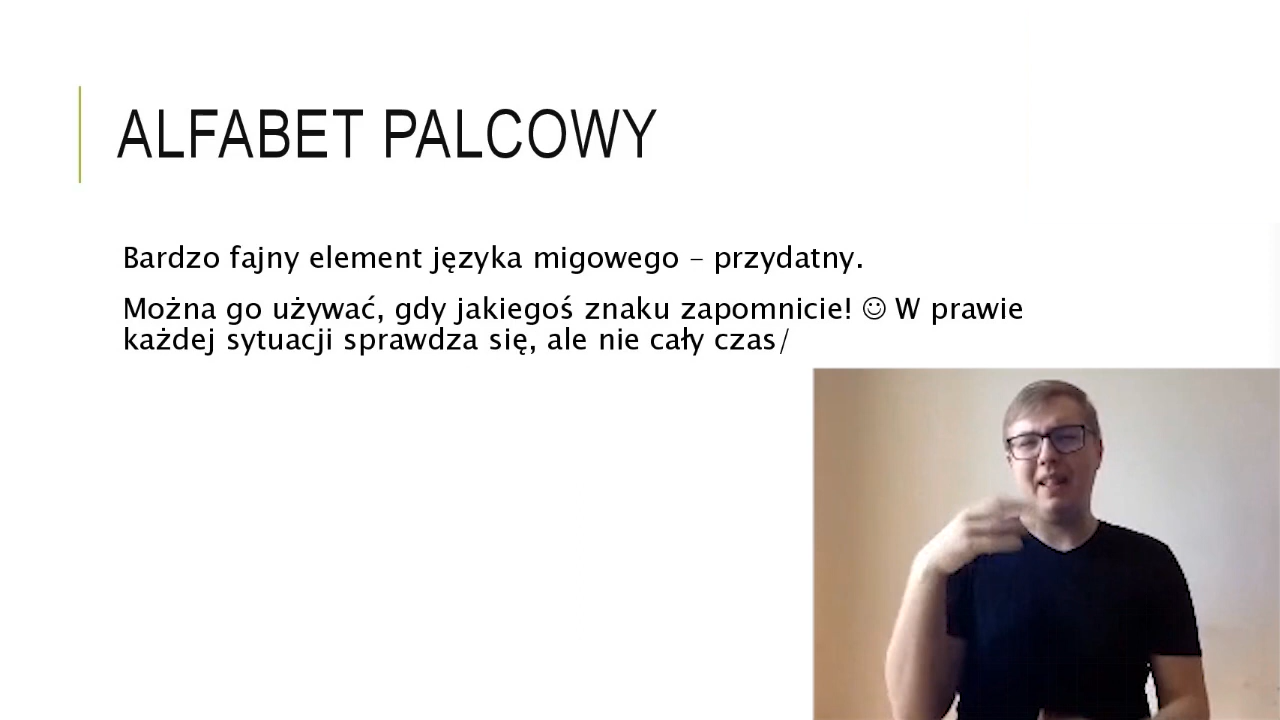 ALFABET PALCOWY
Bardzo fajny element języka migowego – przydatny.
Można go używać, gdy jakiegoś znaku zapomnicie! ☺ W prawie
każdej sytuacji sprawdza się, ale nie cały czas/